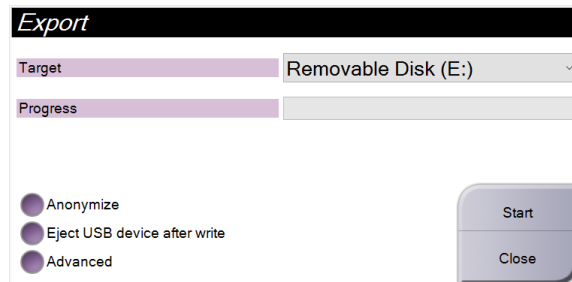 Export
Target
Removable Disk (E:)
Progress
Anonymize
Eject USB device after write
Advanced
Start
Close